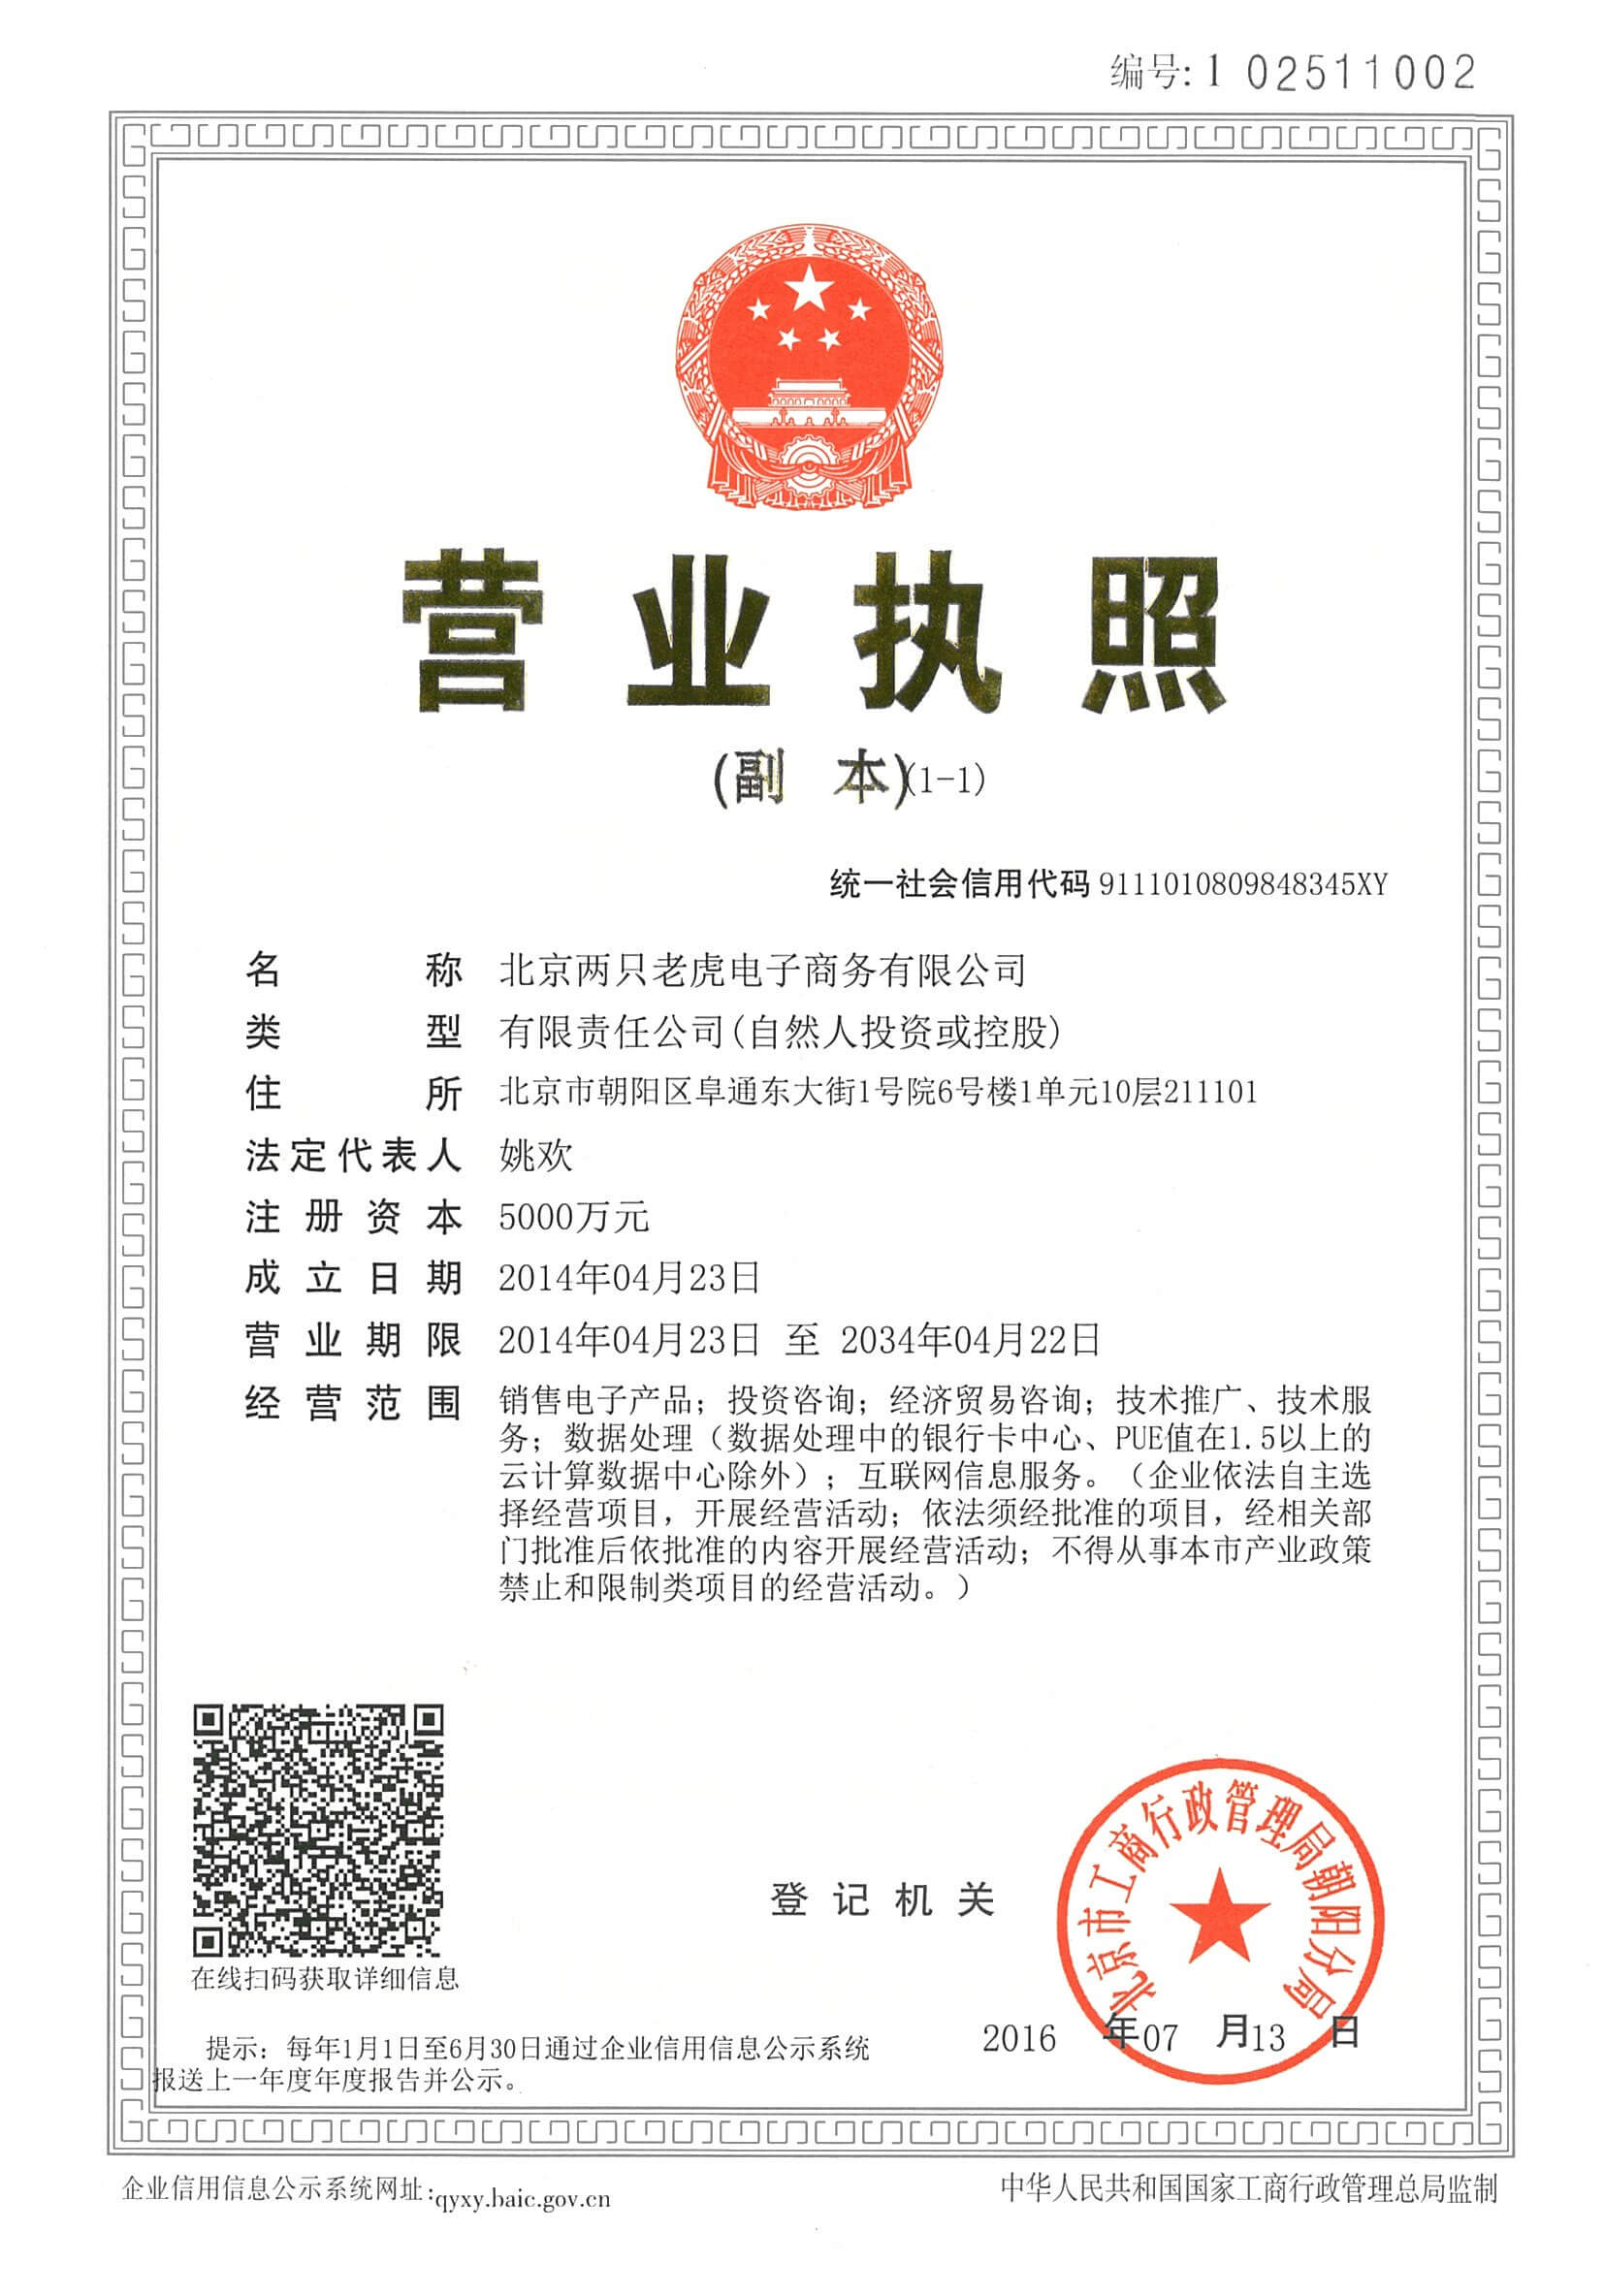 编号: 1 02511002
营业执照
(副 本)(1-1)
统一社会信用代码 9111010809848345XY
名 称 北京两只老虎电子商务有限公司
类 型 有限责任公司(自然人投资或控股)
住 所 北京市朝阳区阜通东大街1号院6号楼1单元10层211101
法定代表人 姚欢
注册资本 5000万元
成立日期 2014年04月23日
营业期限 2014年04月23日 至 2034年04月22日
经营范围 销售电子产品；投资咨询；经济贸易咨询；技术推广、技术服
务；数据处理（数据处理中的银行卡中心、PUE值在1.5以上的
云计算数据中心除外）；互联网信息服务。（企业依法自主选
择经营项目，开展经营活动；依法须经批准的项目，经相关部
门批准后依批准的内容开展经营活动；不得从事本市产业政策
禁止和限制类项目的经营活动。）
在线扫码获取详细信息
登记机关
北京市工商行政管理局朝阳分局
2016 年07 月13 日
提示：每年1月1日至6月30日通过企业信用信息公示系统
报送上一年度年度报告并公示。
企业信用信息公示系统网址:qyxy.baic.gov.cn
中华人民共和国国家工商行政管理总局监制